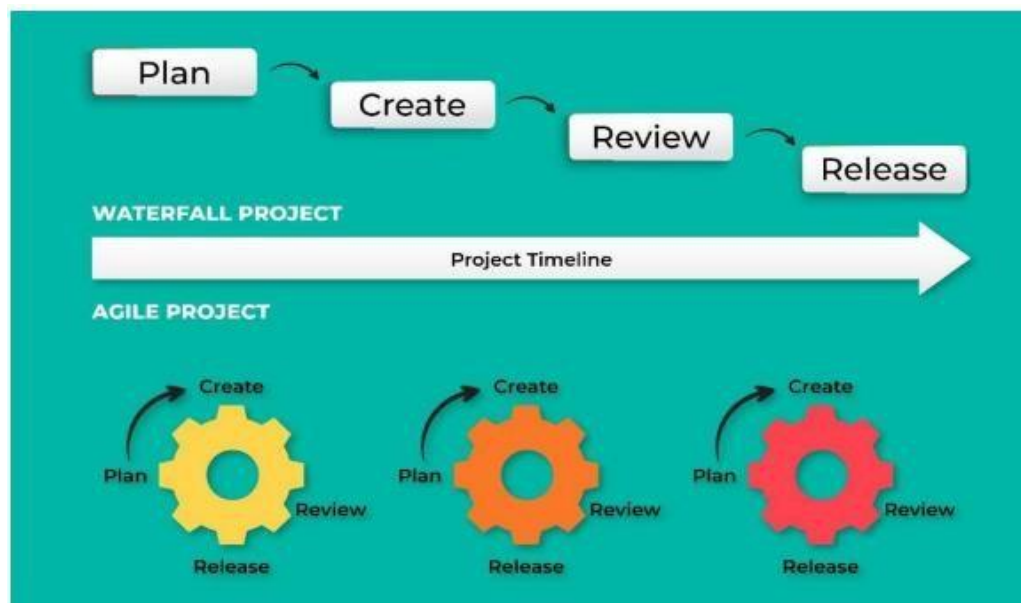 Plan
Create
Review
Release
WATERFALL PROJECT
Project Timeline
AGILE PROJECT
Create
Plan
Review
Release
Create
Plan
Review
Release
Create
Plan
Review
Release